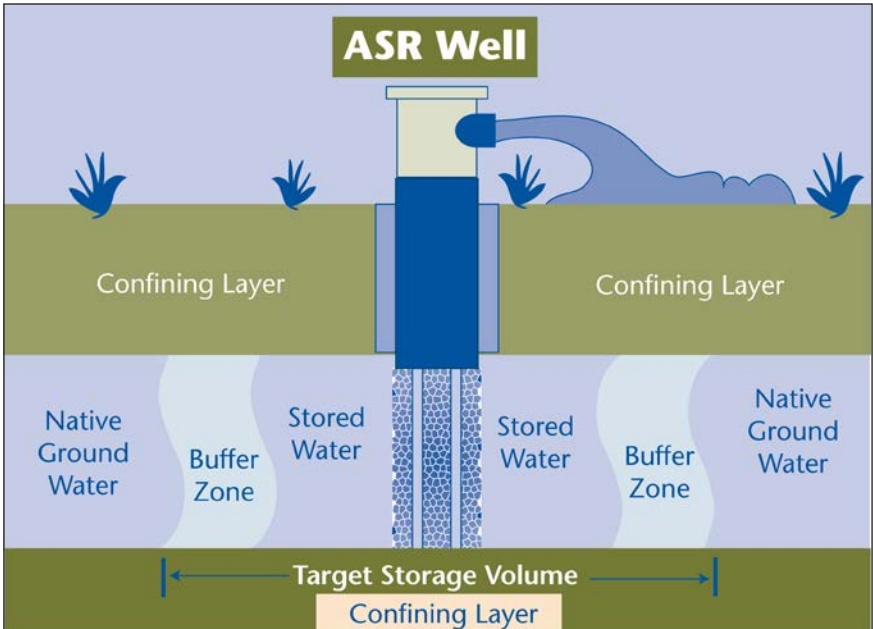 ASR Well
Confining Layer
Confining Layer
Native
Ground
Water
Buffer
Zone
Stored
Water
Stored
Water
Buffer
Zone
Native
Ground
Water
Target Storage Volume
Confining Layer